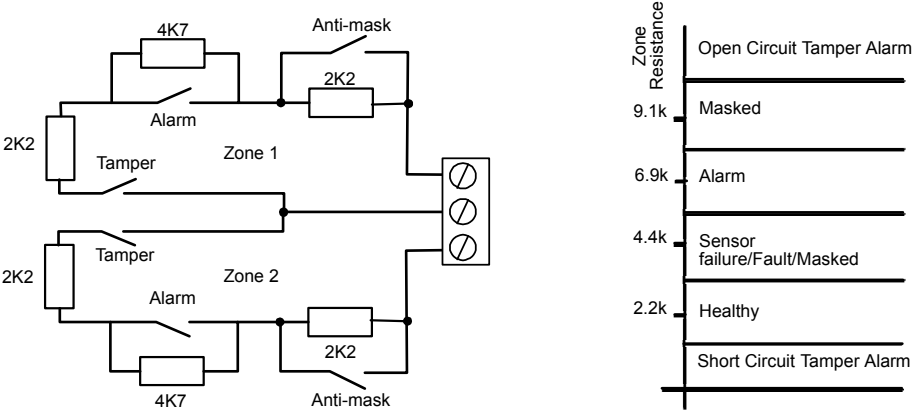 Anti-mask
4K7
2K2
Alarm
2K2
Zone 1
Tamper
Tamper
2K2
Zone 2
Alarm
2K2
4K7
Anti-mask
Zone
Resistance
Open Circuit Tamper Alarm
9.1k
Masked
6.9k
Alarm
4.4k
Sensor
failure/Fault/Masked
2.2k
Healthy
Short Circuit Tamper Alarm